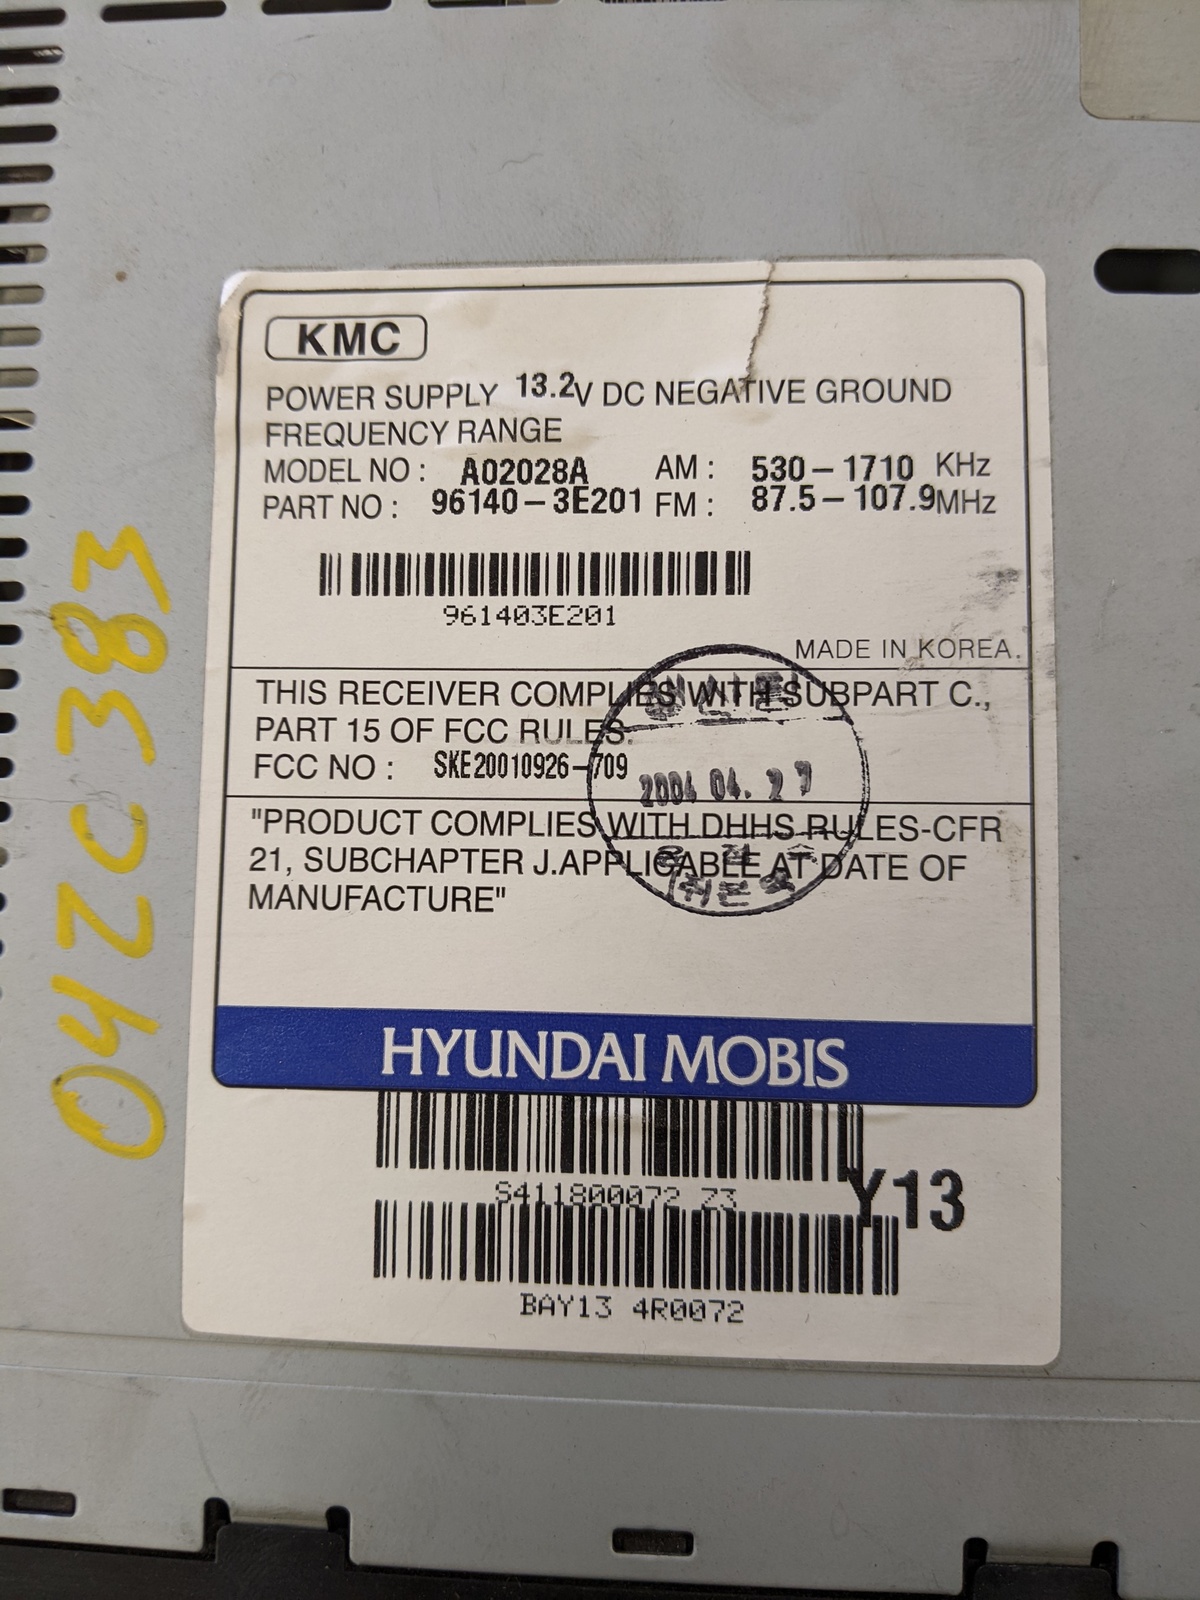 KMC
POWER SUPPLY 13.2V DC NEGATIVE GROUND
FREQUENCY RANGE
MODEL NO : A02028A AM : 530-1710 KHz
PART NO : 96140-3E201 FM : 87.5-107.9MHz
961403E201
MADE IN KOREA.
THIS RECEIVER COMPLIES WITH SUBPART C.,
PART 15 OF FCC RULES.
FCC NO : SKE20010926-709
2004 04. 27
"PRODUCT COMPLIES WITH DHHS RULES-CFR
21, SUBCHAPTER J.APPLICABLE AT DATE OF
MANUFACTURE"
HYUNDAI MOBIS
S411800072 Z3
Y13
BAY13 4R0072
042C383